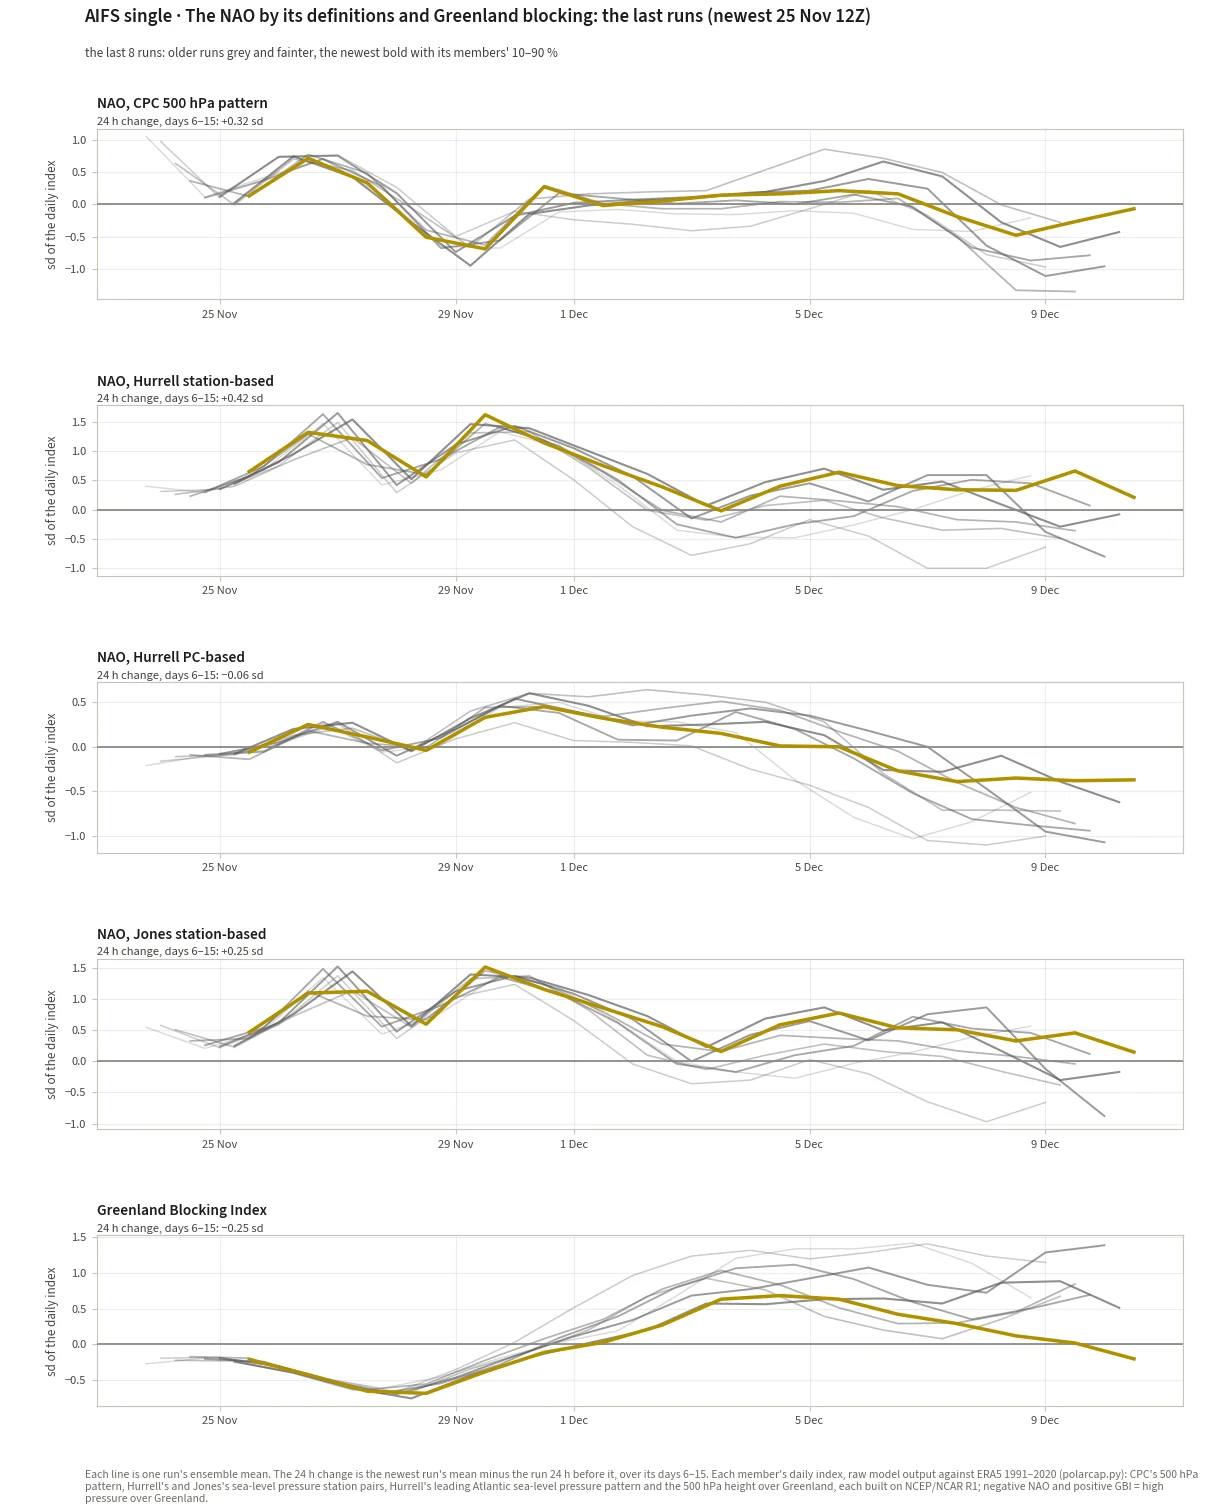 AIFS single · The NAO by its definitions and Greenland blocking: the last runs (newest 25 Nov 12Z)
the last 8 runs: older runs grey and fainter, the newest bold with its members' 10–90 %
NAO, CPC 500 hPa pattern
24 h change, days 6–15: +0.32 sd
sd of the daily index
1.0
0.5
0.0
−0.5
−1.0
25 Nov
29 Nov
1 Dec
5 Dec
9 Dec
NAO, Hurrell station-based
24 h change, days 6–15: +0.42 sd
sd of the daily index
1.5
1.0
0.5
0.0
−0.5
−1.0
25 Nov
29 Nov
1 Dec
5 Dec
9 Dec
NAO, Hurrell PC-based
24 h change, days 6–15: −0.06 sd
sd of the daily index
0.5
0.0
−0.5
−1.0
25 Nov
29 Nov
1 Dec
5 Dec
9 Dec
NAO, Jones station-based
24 h change, days 6–15: +0.25 sd
sd of the daily index
1.5
1.0
0.5
0.0
−0.5
−1.0
25 Nov
29 Nov
1 Dec
5 Dec
9 Dec
Greenland Blocking Index
24 h change, days 6–15: −0.25 sd
sd of the daily index
1.5
1.0
0.5
0.0
−0.5
25 Nov
29 Nov
1 Dec
5 Dec
9 Dec
Each line is one run's ensemble mean. The 24 h change is the newest run's mean minus the run 24 h before it, over its days 6–15. Each member's daily index, raw model output against ERA5 1991–2020 (polarcap.py): CPC's 500 hPa
pattern, Hurrell's and Jones's sea-level pressure station pairs, Hurrell's leading Atlantic sea-level pressure pattern and the 500 hPa height over Greenland, each built on NCEP/NCAR R1; negative NAO and positive GBI = high
pressure over Greenland.